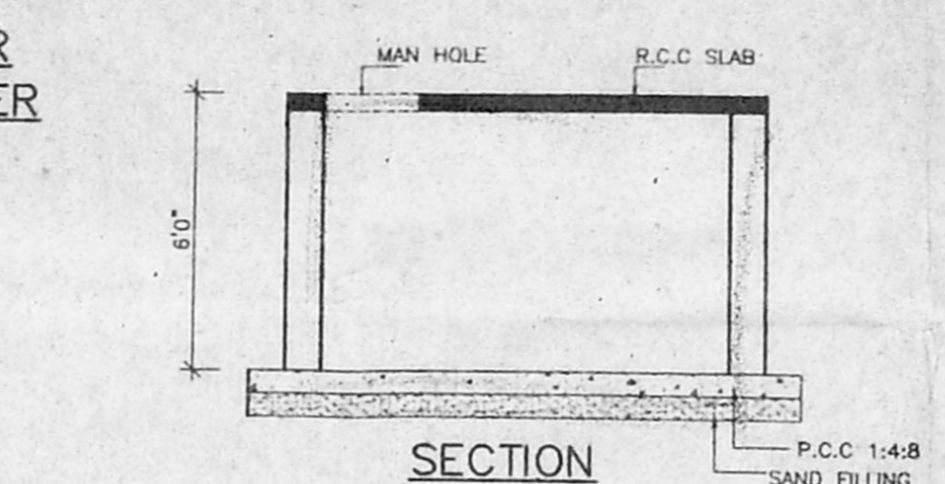 R
ER
MAN HOLE
R.C.C SLAB
6'0"
SECTION
P.C.C 1:4:8
SAND FILLING